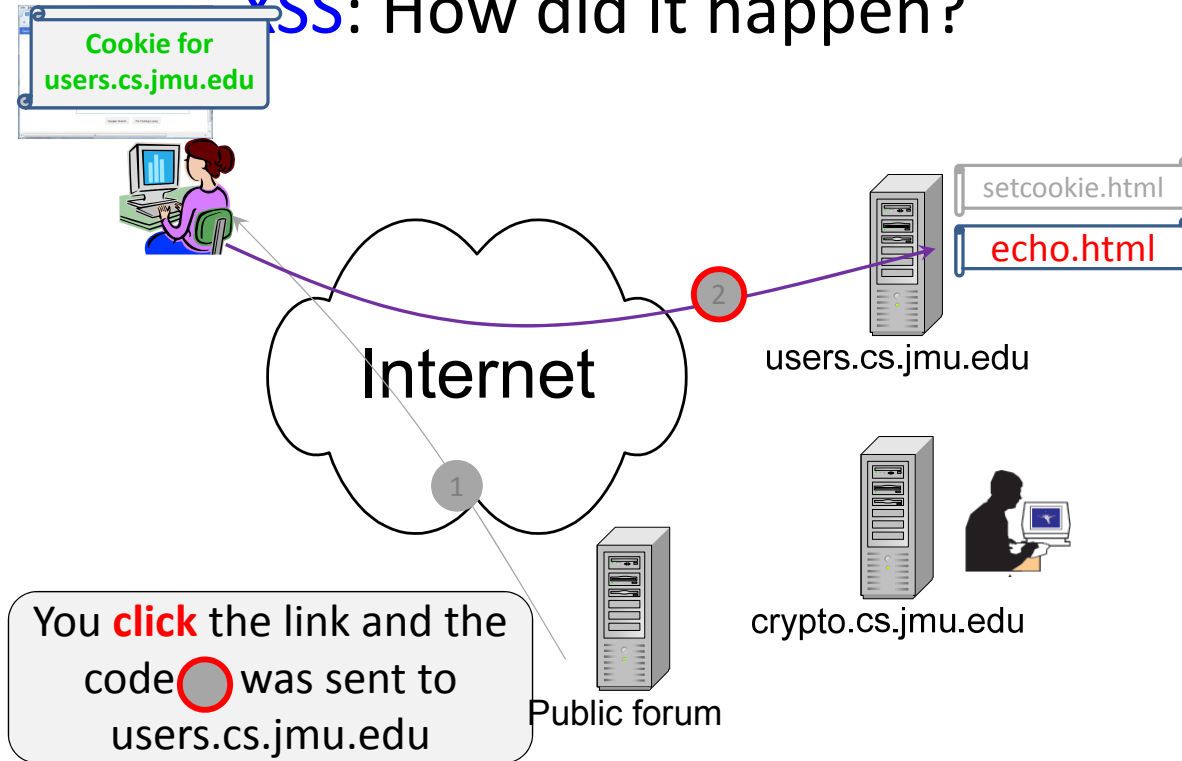 XSS: How did it happen?
Cookie for
users.cs.jmu.edu
setcookie.html
echo.html
2
users.cs.jmu.edu
Internet
1
crypto.cs.jmu.edu
You click the link and the
code was sent to
users.cs.jmu.edu
Public forum